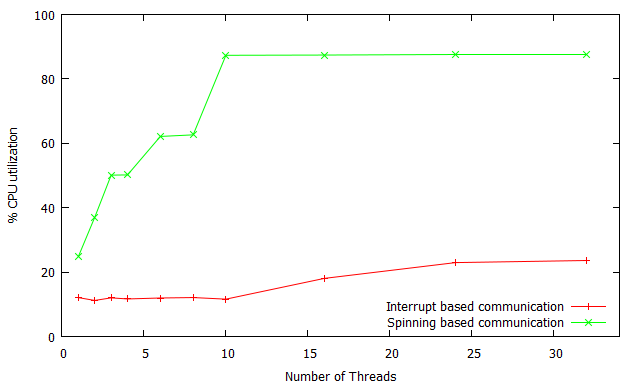 100
80
60
40
20
0
% CPU utilization
0 5 10 15 20 25 30
Number of Threads
Interrupt based communication
Spinning based communication